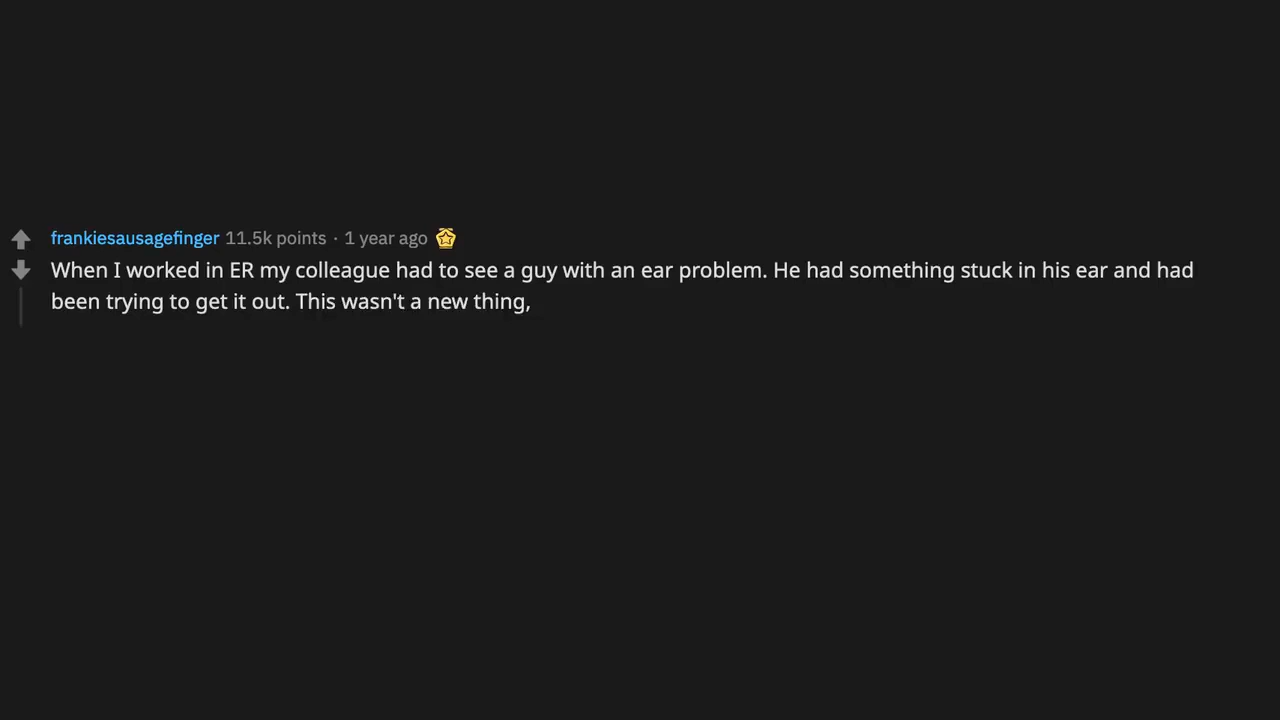 frankiesausagefinger 11.5k points · 1 year ago
When I worked in ER my colleague had to see a guy with an ear problem. He had something stuck in his ear and had
been trying to get it out. This wasn't a new thing,